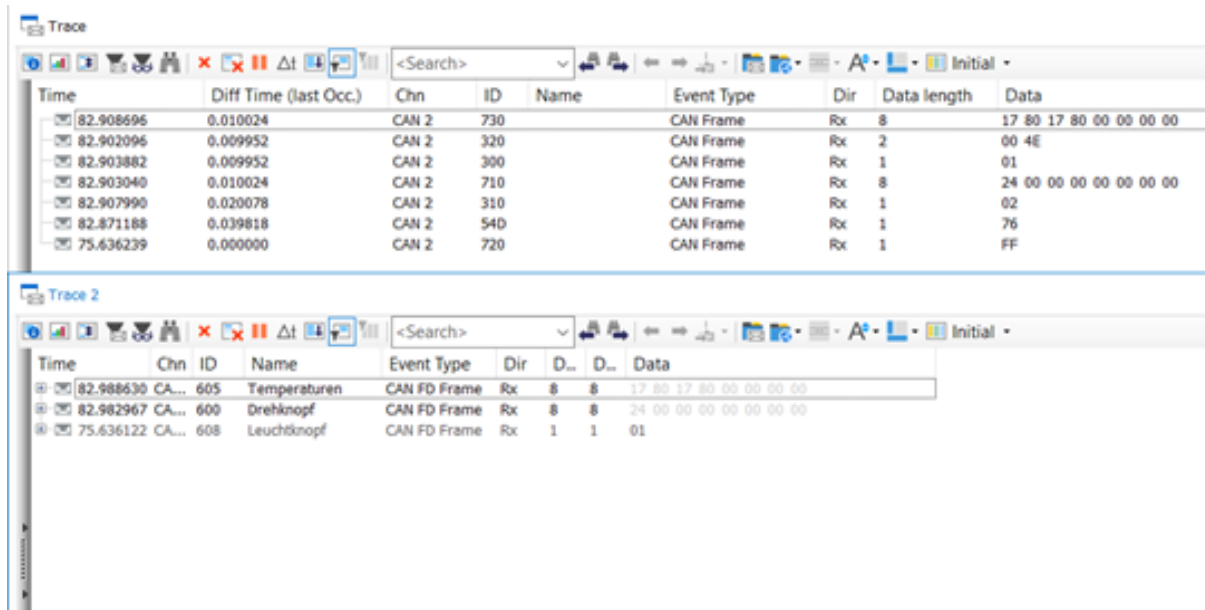 Trace
<Search> Δt Initial
Time Diff Time (last Occ.) Chn ID Name Event Type Dir Data length Data
82.908696 0.010024 CAN 2 730 CAN Frame Rx 8 17 80 17 80 00 00 00 00
82.902096 0.009952 CAN 2 320 CAN Frame Rx 2 00 4E
82.903882 0.009952 CAN 2 300 CAN Frame Rx 1 01
82.903040 0.010024 CAN 2 710 CAN Frame Rx 8 24 00 00 00 00 00 00 00
82.907990 0.020078 CAN 2 310 CAN Frame Rx 1 02
82.871188 0.039818 CAN 2 54D CAN Frame Rx 1 76
75.636239 0.000000 CAN 2 720 CAN Frame Rx 1 FF
Trace 2
Δt <Search> Initial
Time Chn ID Name Event Type Dir D... D... Data
82.988630 CA... 605 Temperaturen CAN FD Frame Rx 8 8 17 80 17 80 00 00 00 00
82.982967 CA... 600 Drehknopf CAN FD Frame Rx 8 8 24 00 00 00 00 00 00 00
75.636122 CA... 608 Leuchtknopf CAN FD Frame Rx 1 1 01